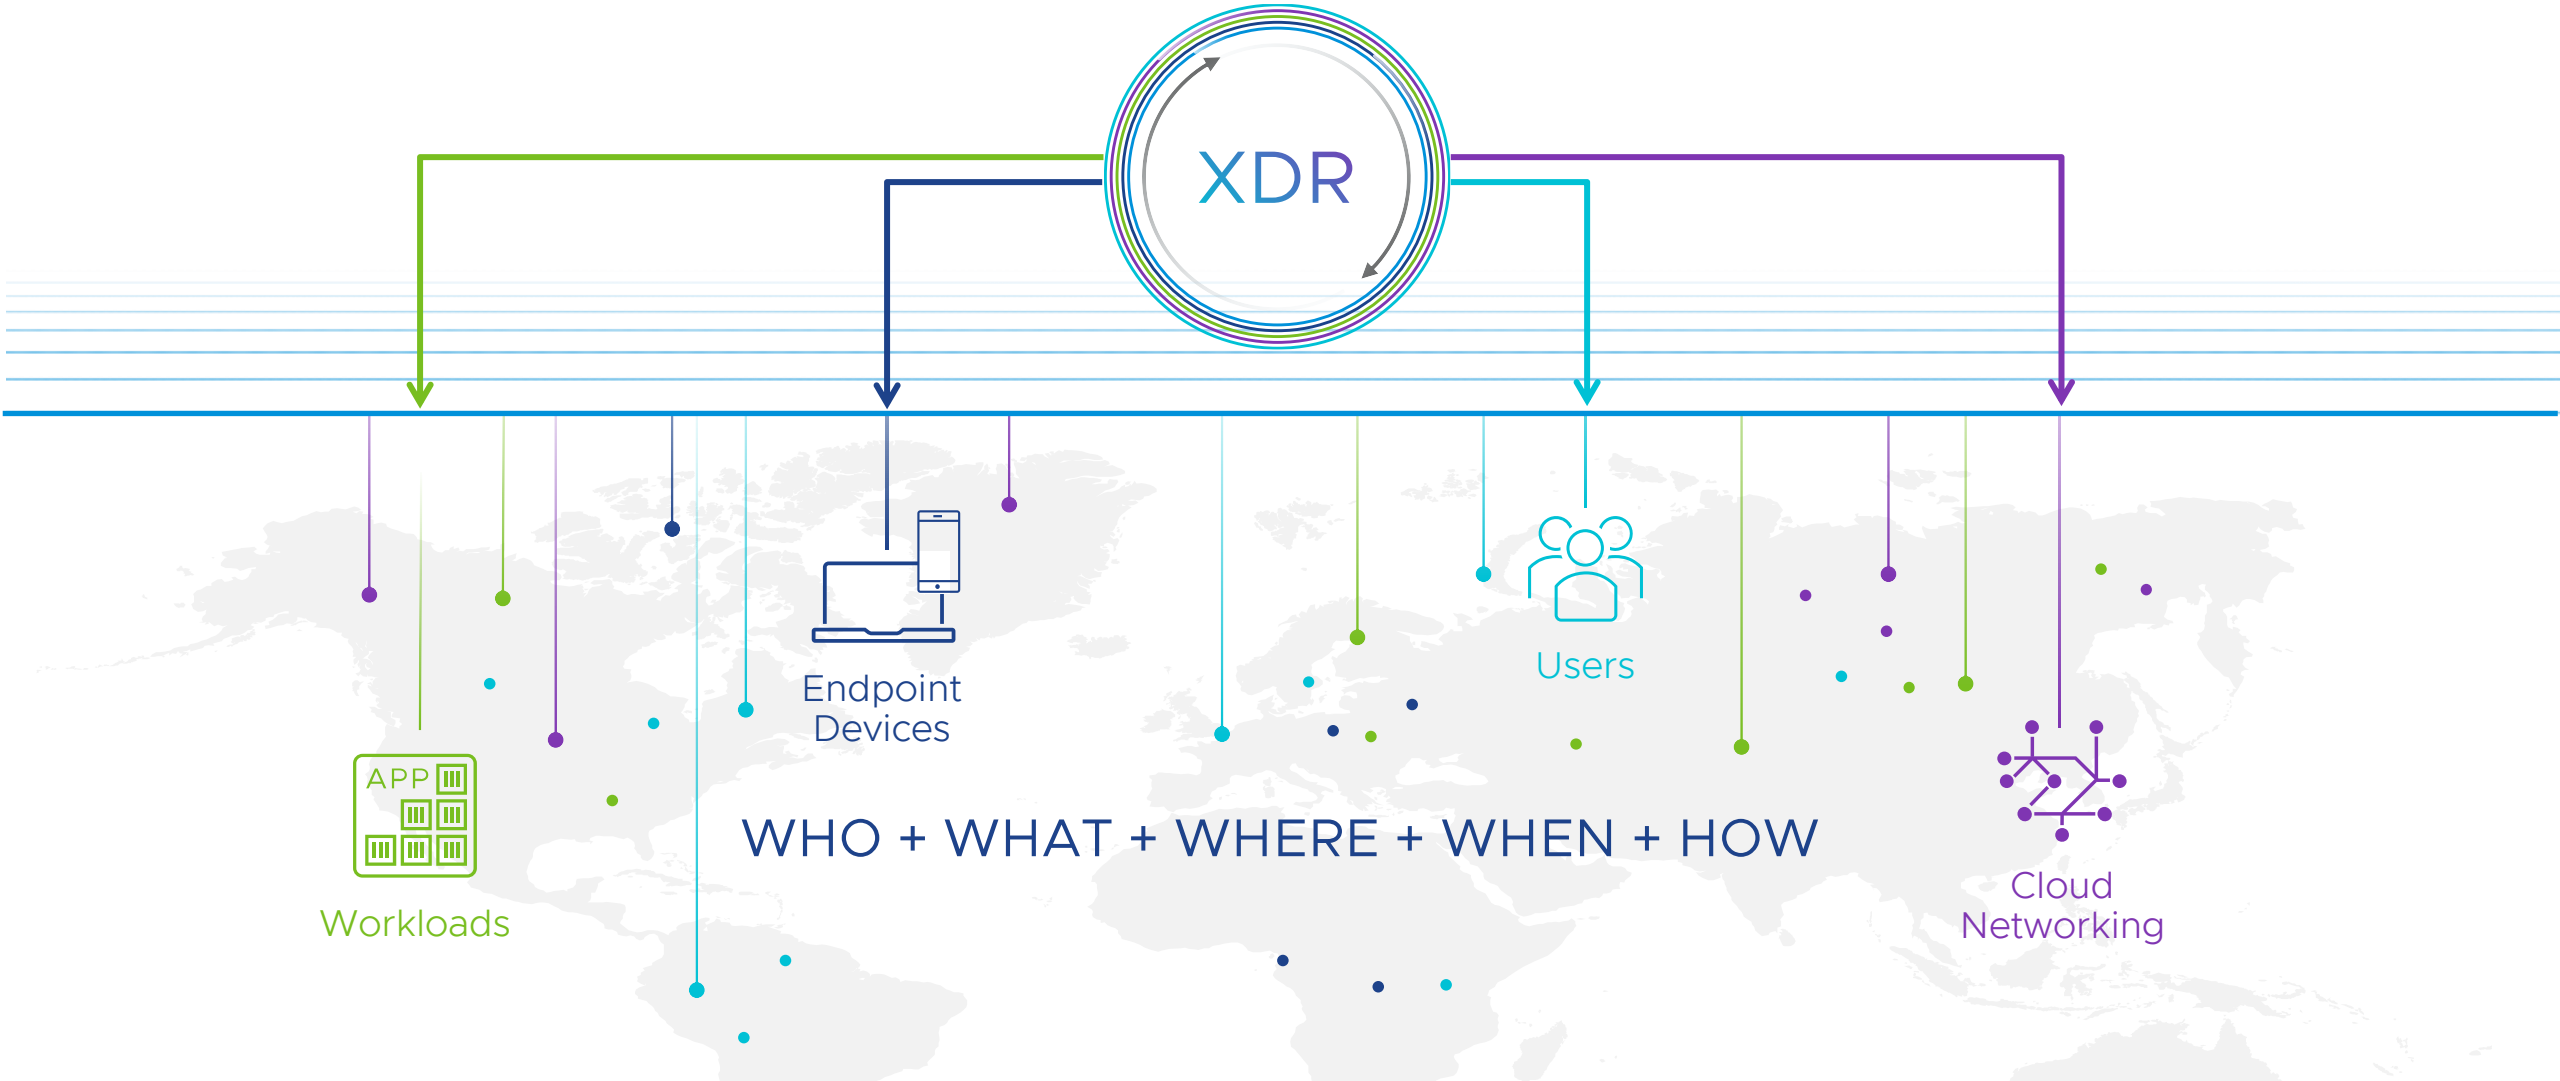 XDR
Users
Endpoint
Devices
APP
WHO + WHAT + WHERE + WHEN + HOW
Workloads
Cloud
Networking